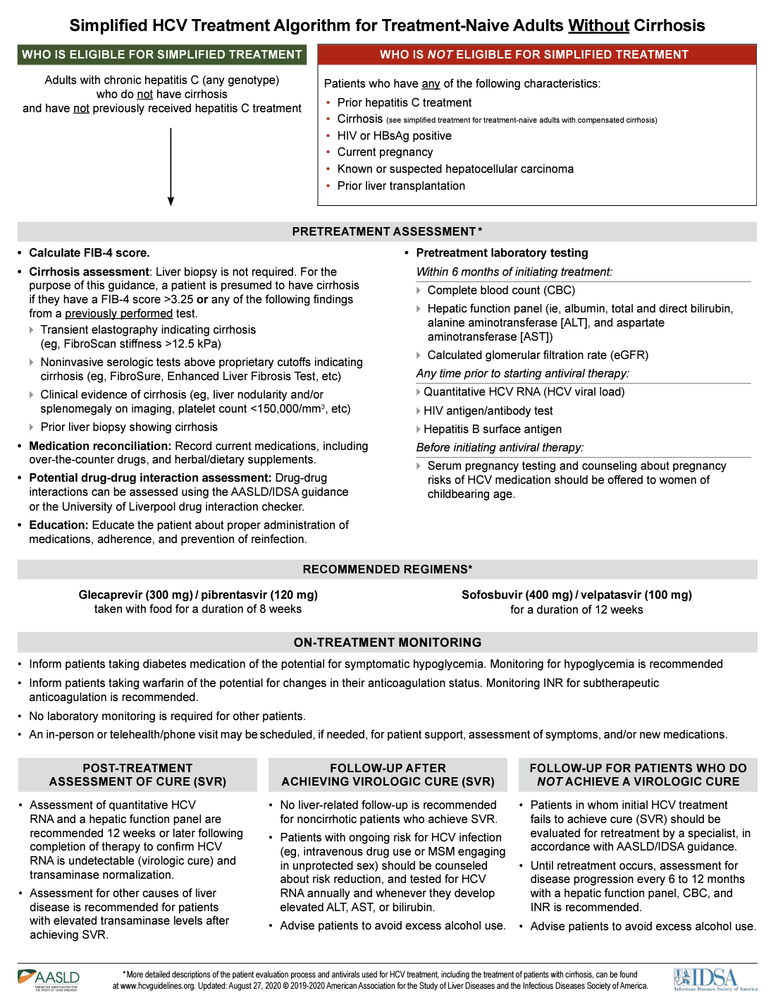 Simplified HCV Treatment Algorithm for Treatment-Naive Adults Without Cirrhosis
WHO IS ELIGIBLE FOR SIMPLIFIED TREATMENT
Adults with chronic hepatitis C (any genotype)
who do not have cirrhosis
and have not previously received hepatitis C treatment
WHO IS NOT ELIGIBLE FOR SIMPLIFIED TREATMENT
Patients who have any of the following characteristics:
• Prior hepatitis C treatment
• Cirrhosis (see simplified treatment for treatment-naive adults with compensated cirrhosis)
• HIV or HBsAg positive
• Current pregnancy
• Known or suspected hepatocellular carcinoma
• Prior liver transplantation
PRETREATMENT ASSESSMENT*
• Calculate FIB-4 score.
• Cirrhosis assessment: Liver biopsy is not required. For the
purpose of this guidance, a patient is presumed to have cirrhosis
if they have a FIB-4 score >3.25 or any of the following findings
from a previously performed test.
Transient elastography indicating cirrhosis
(eg, FibroScan stiffness >12.5 kPa)
Noninvasive serologic tests above proprietary cutoffs indicating
cirrhosis (eg, FibroSure, Enhanced Liver Fibrosis Test, etc)
Clinical evidence of cirrhosis (eg, liver nodularity and/or
splenomegaly on imaging, platelet count <150,000/mm³, etc)
Prior liver biopsy showing cirrhosis
• Medication reconciliation: Record current medications, including
over-the-counter drugs, and herbal/dietary supplements.
• Potential drug-drug interaction assessment: Drug-drug
interactions can be assessed using the AASLD/IDSA guidance
or the University of Liverpool drug interaction checker.
• Education: Educate the patient about proper administration of
medications, adherence, and prevention of reinfection.
• Pretreatment laboratory testing
Within 6 months of initiating treatment:
Complete blood count (CBC)
Hepatic function panel (ie, albumin, total and direct bilirubin,
alanine aminotransferase [ALT], and aspartate
aminotransferase [AST])
Calculated glomerular filtration rate (eGFR)
Any time prior to starting antiviral therapy:
Quantitative HCV RNA (HCV viral load)
HIV antigen/antibody test
Hepatitis B surface antigen
Before initiating antiviral therapy:
Serum pregnancy testing and counseling about pregnancy
risks of HCV medication should be offered to women of
childbearing age.
RECOMMENDED REGIMENS*
Glecaprevir (300 mg) / pibrentasvir (120 mg)
taken with food for a duration of 8 weeks
Sofosbuvir (400 mg) / velpatasvir (100 mg)
for a duration of 12 weeks
ON-TREATMENT MONITORING
• Inform patients taking diabetes medication of the potential for symptomatic hypoglycemia. Monitoring for hypoglycemia is recommended
• Inform patients taking warfarin of the potential for changes in their anticoagulation status. Monitoring INR for subtherapeutic
anticoagulation is recommended.
• No laboratory monitoring is required for other patients.
• An in-person or telehealth/phone visit may be scheduled, if needed, for patient support, assessment of symptoms, and/or new medications.
POST-TREATMENT
ASSESSMENT OF CURE (SVR)
• Assessment of quantitative HCV
RNA and a hepatic function panel are
recommended 12 weeks or later following
completion of therapy to confirm HCV
RNA is undetectable (virologic cure) and
transaminase normalization.
• Assessment for other causes of liver
disease is recommended for patients
with elevated transaminase levels after
achieving SVR.
FOLLOW-UP AFTER
ACHIEVING VIROLOGIC CURE (SVR)
• No liver-related follow-up is recommended
for noncirrhotic patients who achieve SVR.
• Patients with ongoing risk for HCV infection
(eg, intravenous drug use or MSM engaging
in unprotected sex) should be counseled
about risk reduction, and tested for HCV
RNA annually and whenever they develop
elevated ALT, AST, or bilirubin.
• Advise patients to avoid excess alcohol use.
FOLLOW-UP FOR PATIENTS WHO DO
NOT ACHIEVE A VIROLOGIC CURE
• Patients in whom initial HCV treatment
fails to achieve cure (SVR) should be
evaluated for retreatment by a specialist, in
accordance with AASLD/IDSA guidance.
• Until retreatment occurs, assessment for
disease progression every 6 to 12 months
with a hepatic function panel, CBC, and
INR is recommended.
• Advise patients to avoid excess alcohol use.
AASLD
AMERICAN ASSOCIATION FOR
THE STUDY OF LIVER DISEASES
*More detailed descriptions of the patient evaluation process and antivirals used for HCV treatment, including the treatment of patients with cirrhosis, can be found
at www.hcvguidelines.org. Updated: August 27, 2020 © 2019-2020 American Association for the Study of Liver Diseases and the Infectious Diseases Society of America.
IDSA
Infectious Diseases Society of America